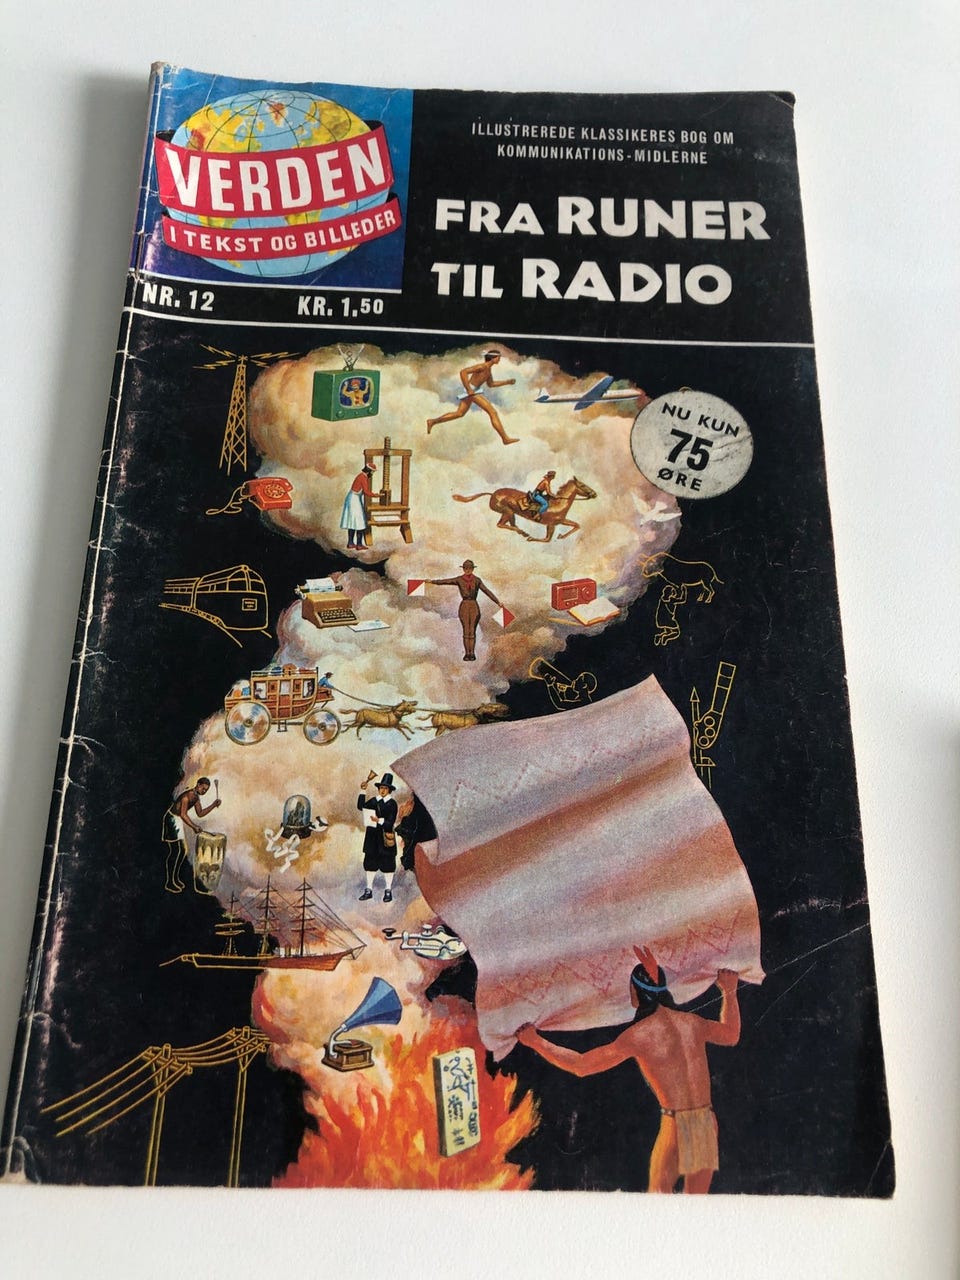 VERDEN
I TEKST OG BILLEDER
NR. 12
KR. 1,50
ILLUSTREREDE KLASSIKERES BOG OM
KOMMUNIKATIONS-MIDLERNE
FRA RUNER
TIL RADIO
NU KUN
75
ØRE